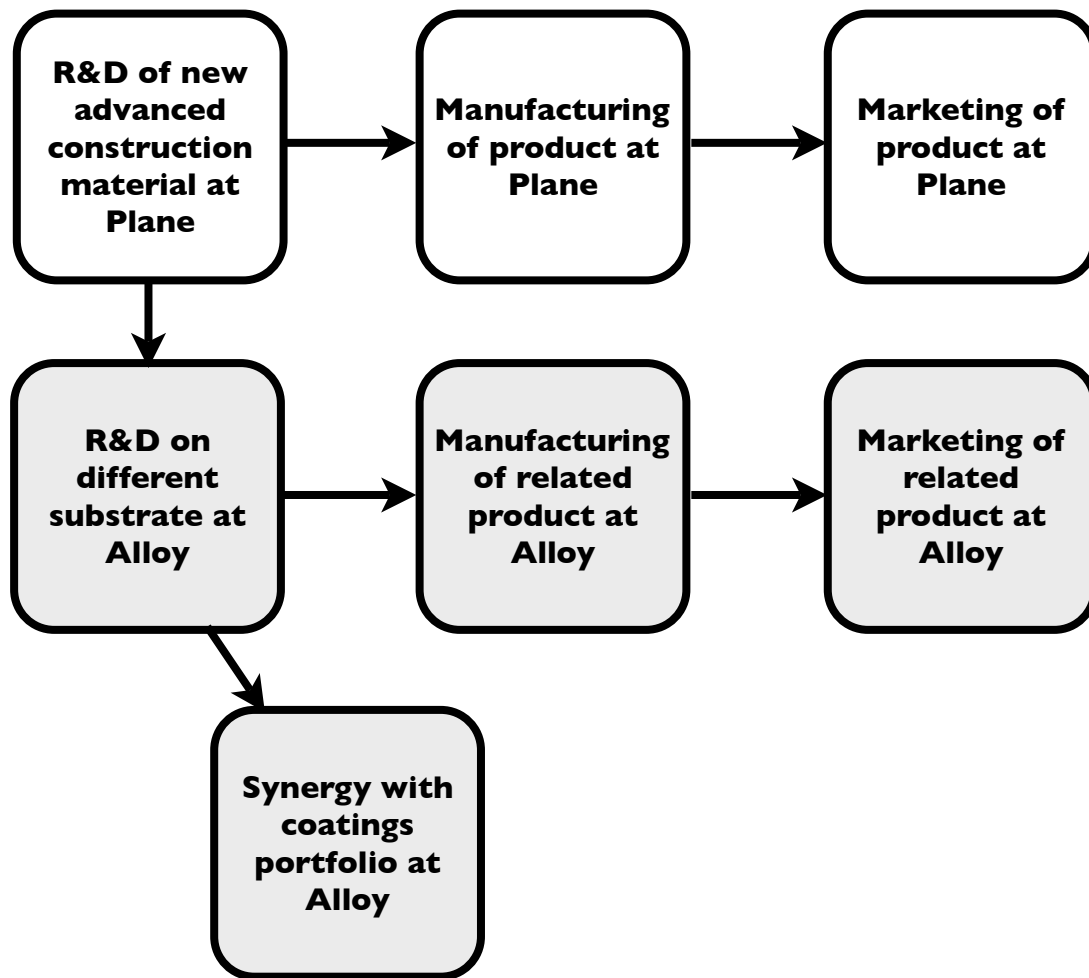 R&D of new
advanced
construction
material at
Plane
Manufacturing
of product at
Plane
Marketing of
product at
Plane
R&D on
different
substrate at
Alloy
Manufacturing
of related
product at
Alloy
Marketing of
related
product at
Alloy
Synergy with
coatings
portfolio at
Alloy